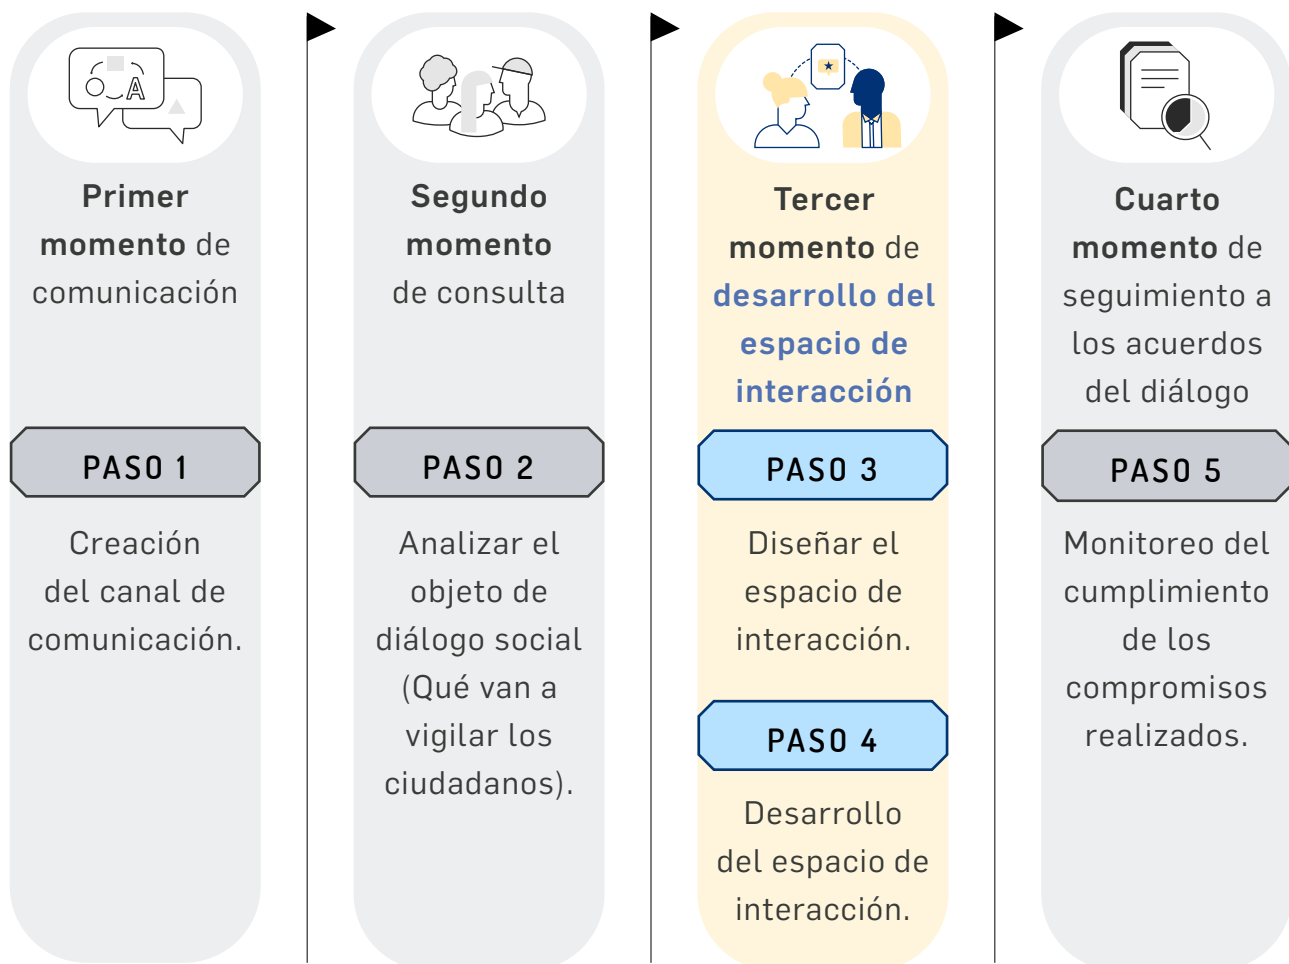 Primer
momento de
comunicación
PASO 1
Creación
del canal de
comunicación.
Segundo
momento
de consulta
PASO 2
Analizar el
objeto de
diálogo social
(Qué van a
vigilar los
ciudadanos).
Tercer
momento de
desarrollo del
espacio de
interacción
PASO 3
Diseñar el
espacio de
interacción.
PASO 4
Desarrollo
del espacio de
interacción.
Cuarto
momento de
seguimiento a
los acuerdos
del diálogo
PASO 5
Monitoreo del
cumplimiento
de los
compromisos
realizados.